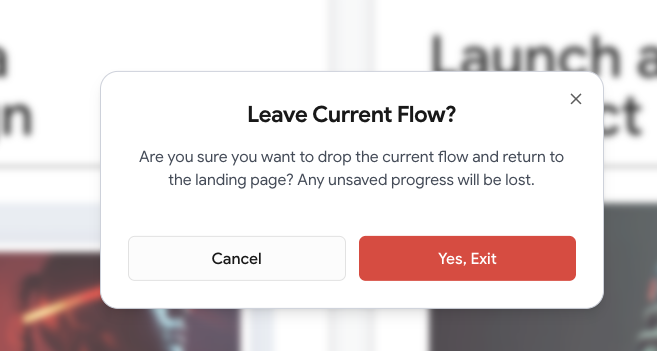 Launch a
n
ct
Leave Current Flow?
Are you sure you want to drop the current flow and return to
the landing page? Any unsaved progress will be lost.
Cancel
Yes, Exit